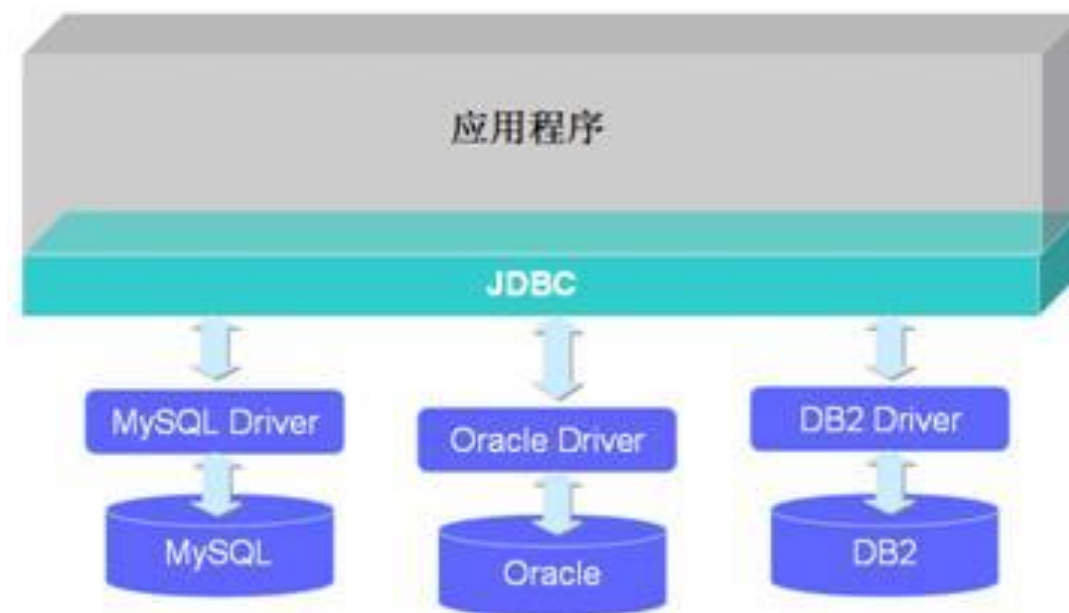 应用程序
JDBC
MySQL Driver
Oracle Driver
DB2 Driver
MySQL
Oracle
DB2